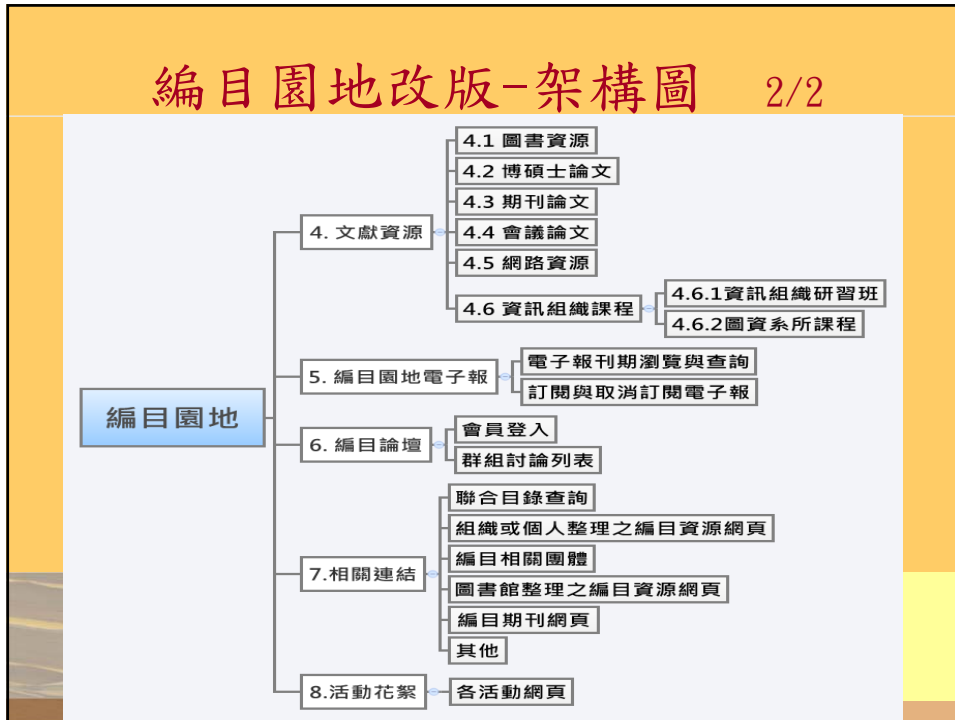 編目園地改版-架構圖 2/2
4.1 圖書資源
4.2 博碩士論文
4.3 期刊論文
4. 文獻資源
4.4 會議論文
4.5 網路資源
4.6 資訊組織課程
4.6.1資訊組織研習班
4.6.2圖資系所課程
編目園地
5. 編目園地電子報
電子報刊期瀏覽與查詢
訂閱與取消訂閱電子報
6. 編目論壇
會員登入
群組討論列表
7.相關連結
聯合目錄查詢
組織或個人整理之編目資源網頁
編目相關團體
圖書館整理之編目資源網頁
編目期刊網頁
其他
8.活動花絮
各活動網頁